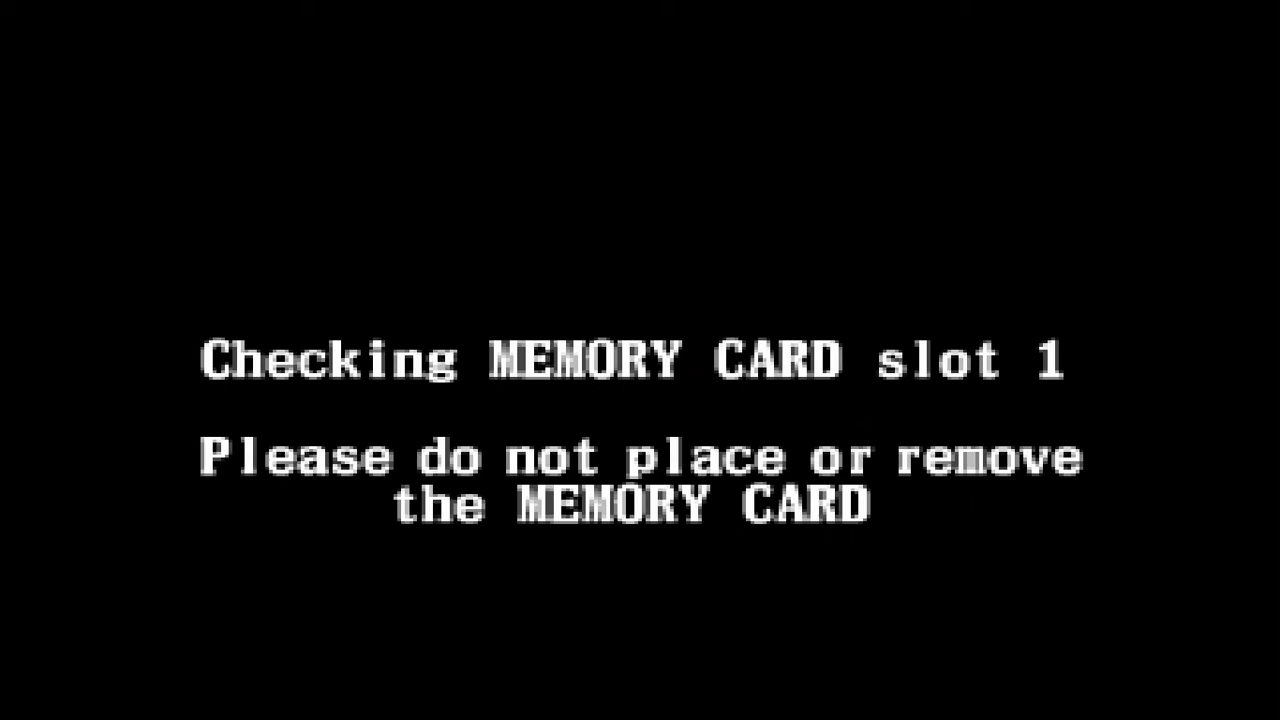 Checking MEMORY CARD slot 1
Please do not place or remove
the MEMORY CARD